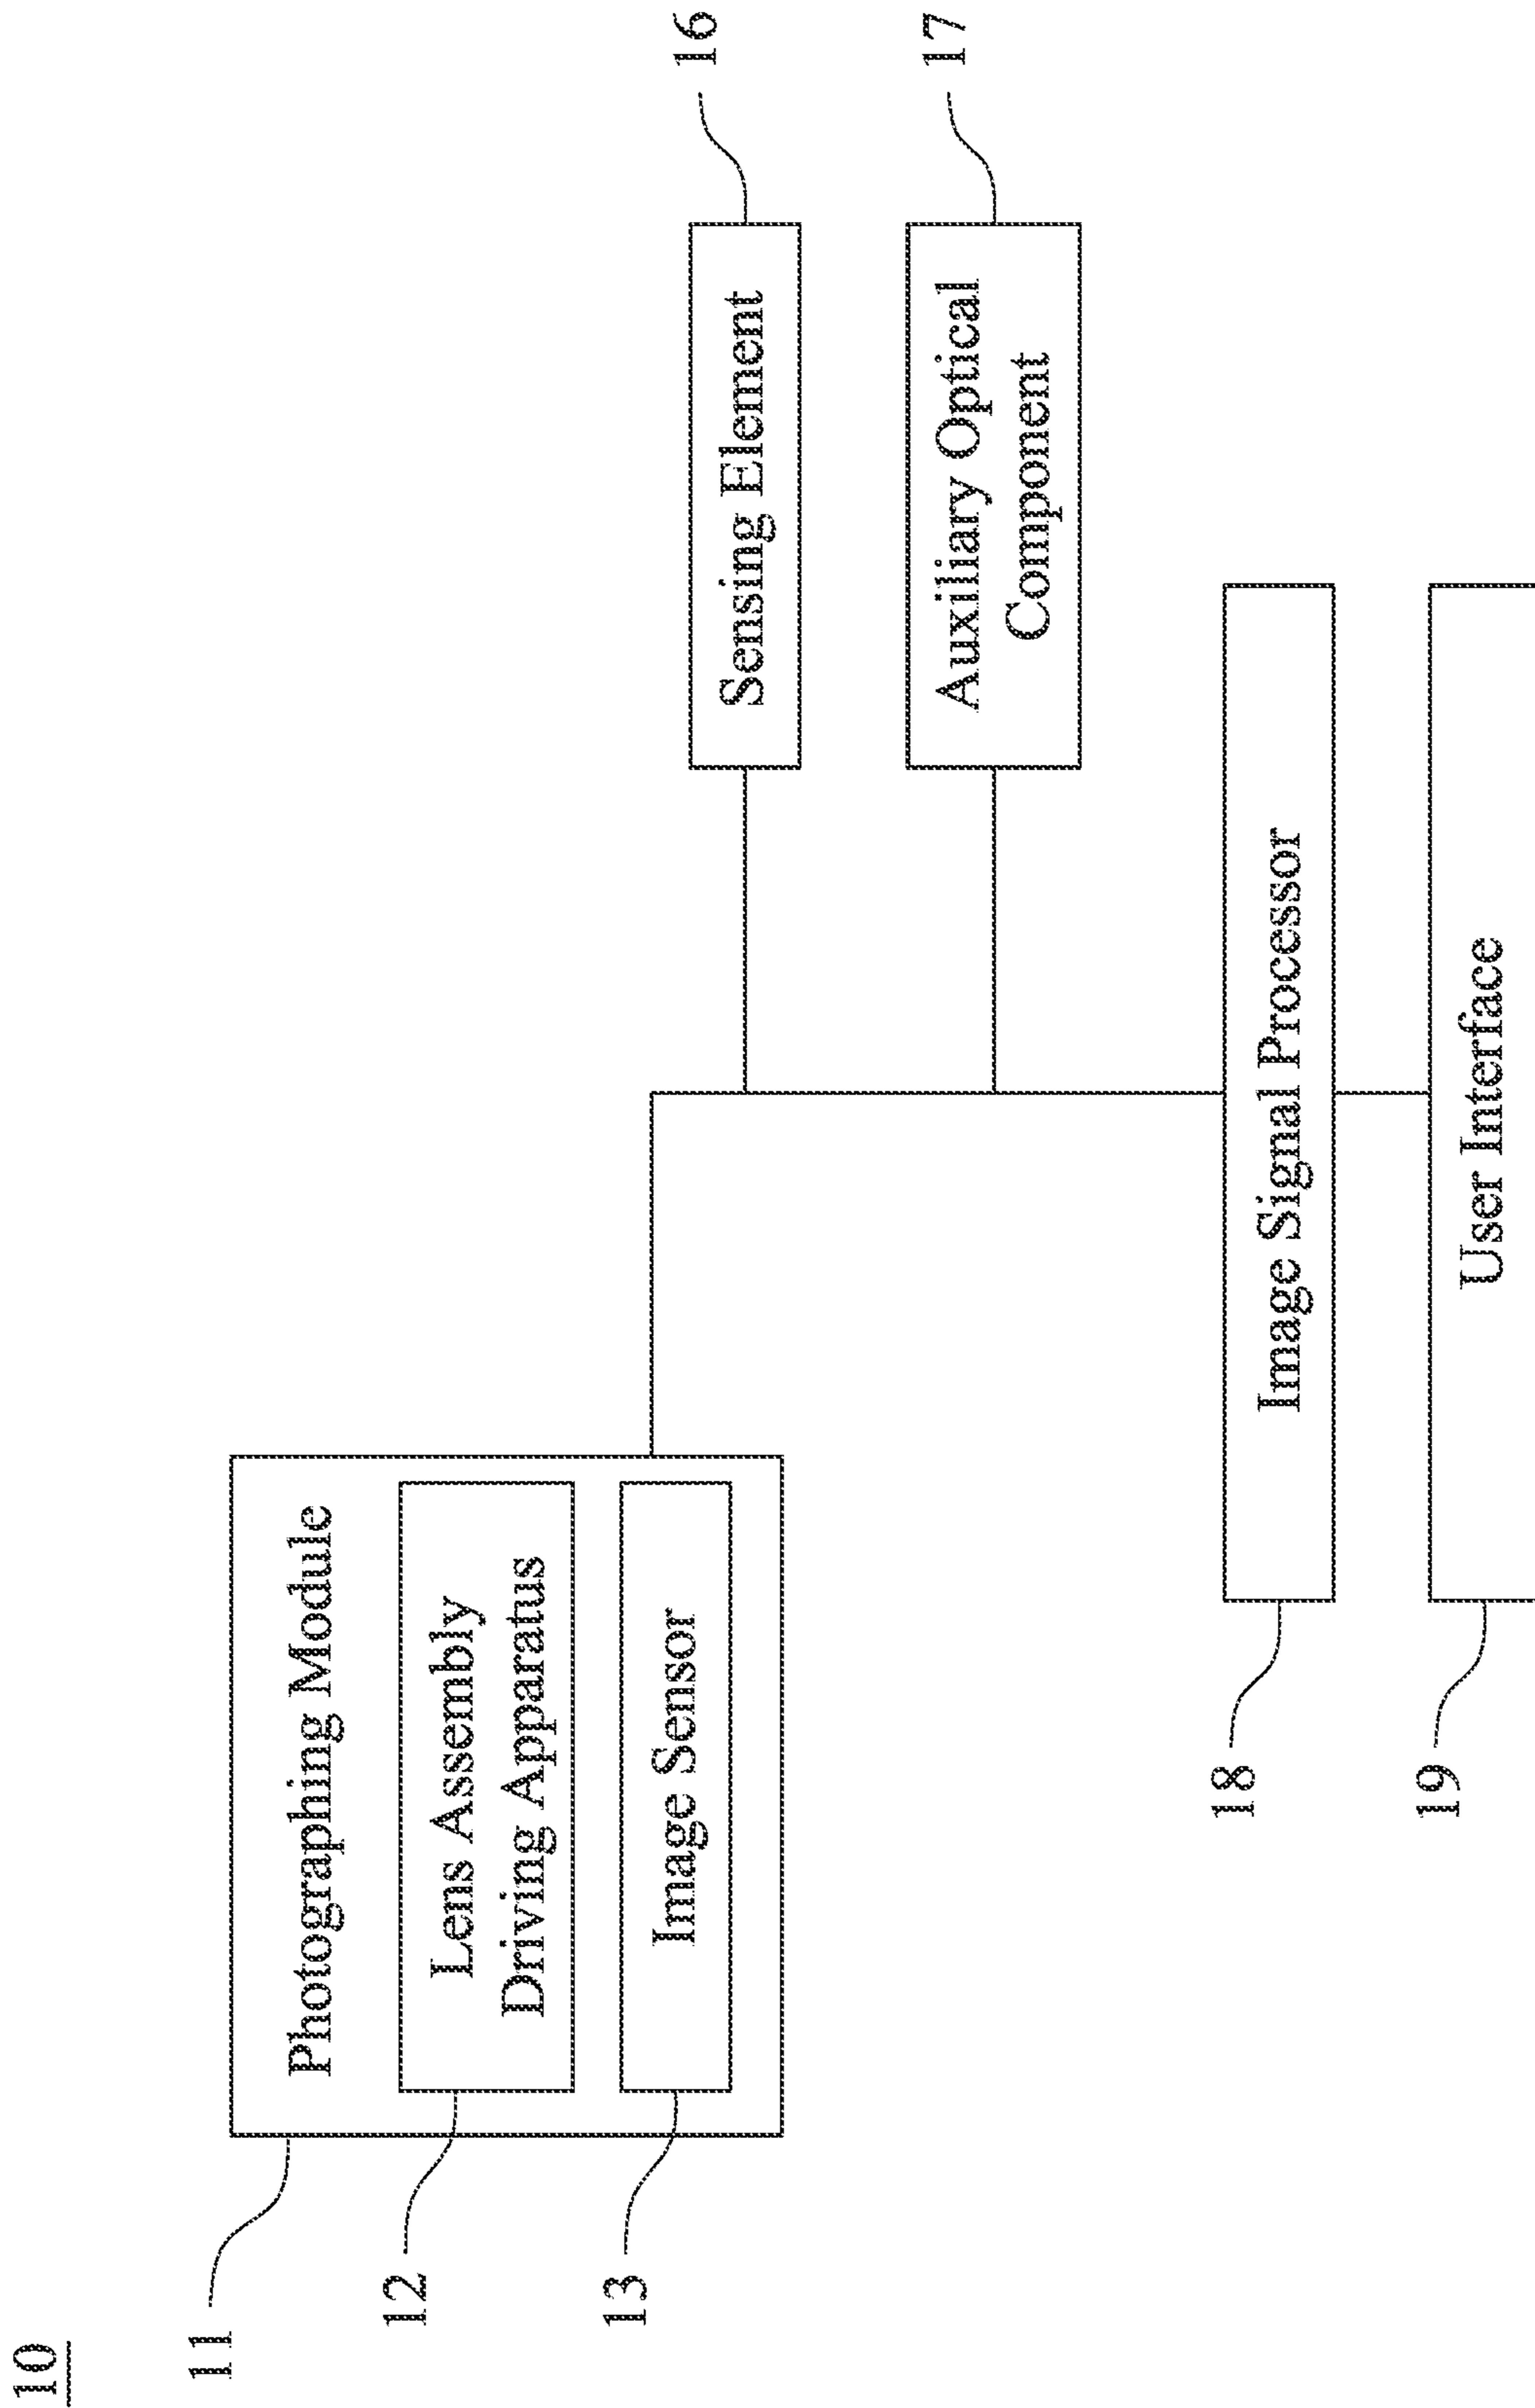 10
11
Photographing Module
12
Lens Assembly
Driving Apparatus
13
Image Sensor
Sensing Element
16
Auxiliary Optical
Component
17
18
Image Signal Processor
19
User Interface